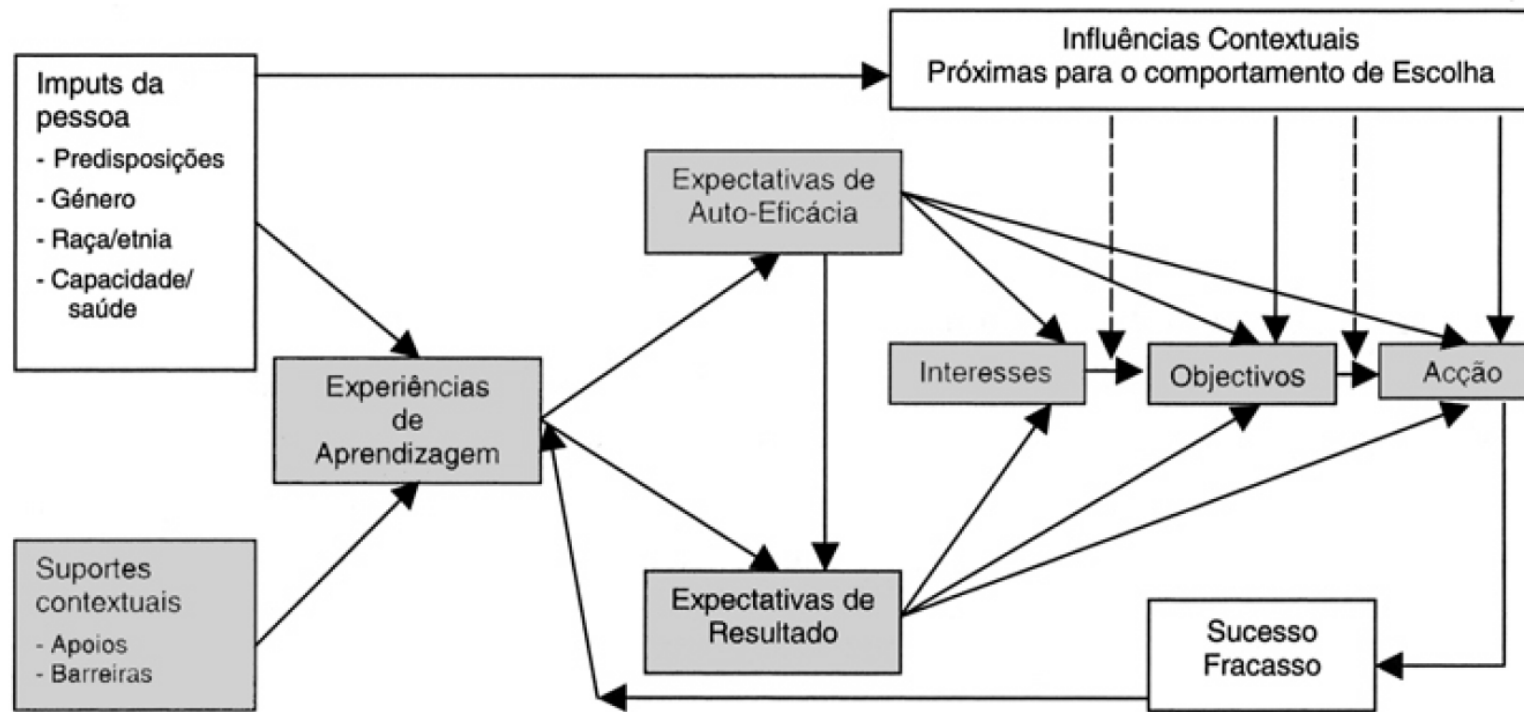 Imputs da
pessoa
- Predisposições
- Género
- Raça/etnia
- Capacidade/
saúde
Influências Contextuais
Próximas para o comportamento de Escolha
Expectativas de
Auto-Eficácia
Experiências
de
Aprendizagem
Interesses
Objectivos
Acção
Suportes
contextuais
- Apoios
- Barreiras
Expectativas de
Resultado
Sucesso
Fracasso